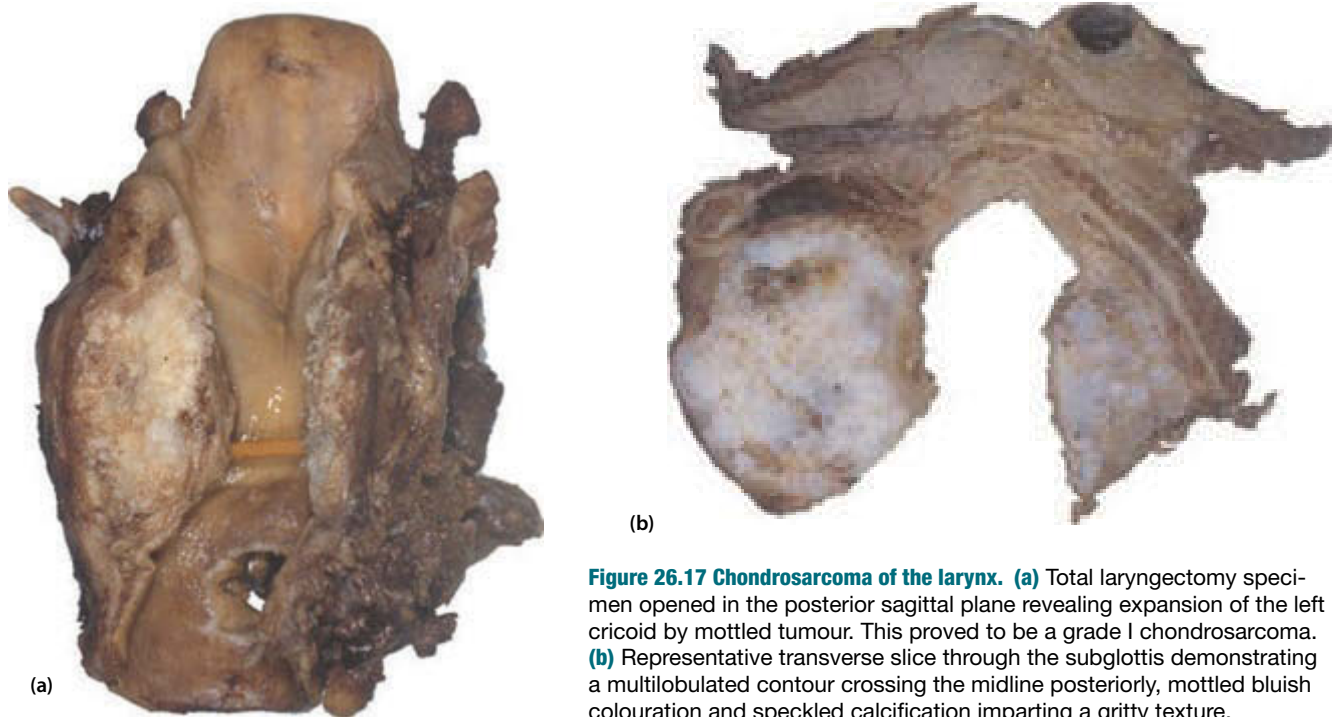 (a)
(b)
Figure 26.17 Chondrosarcoma of the larynx. (a) Total laryngectomy speci-
men opened in the posterior sagittal plane revealing expansion of the left
cricoid by mottled tumour. This proved to be a grade I chondrosarcoma.
(b) Representative transverse slice through the subglottis demonstrating
a multilobulated contour crossing the midline posteriorly, mottled bluish
colouration and speckled calcification imparting a gritty texture.